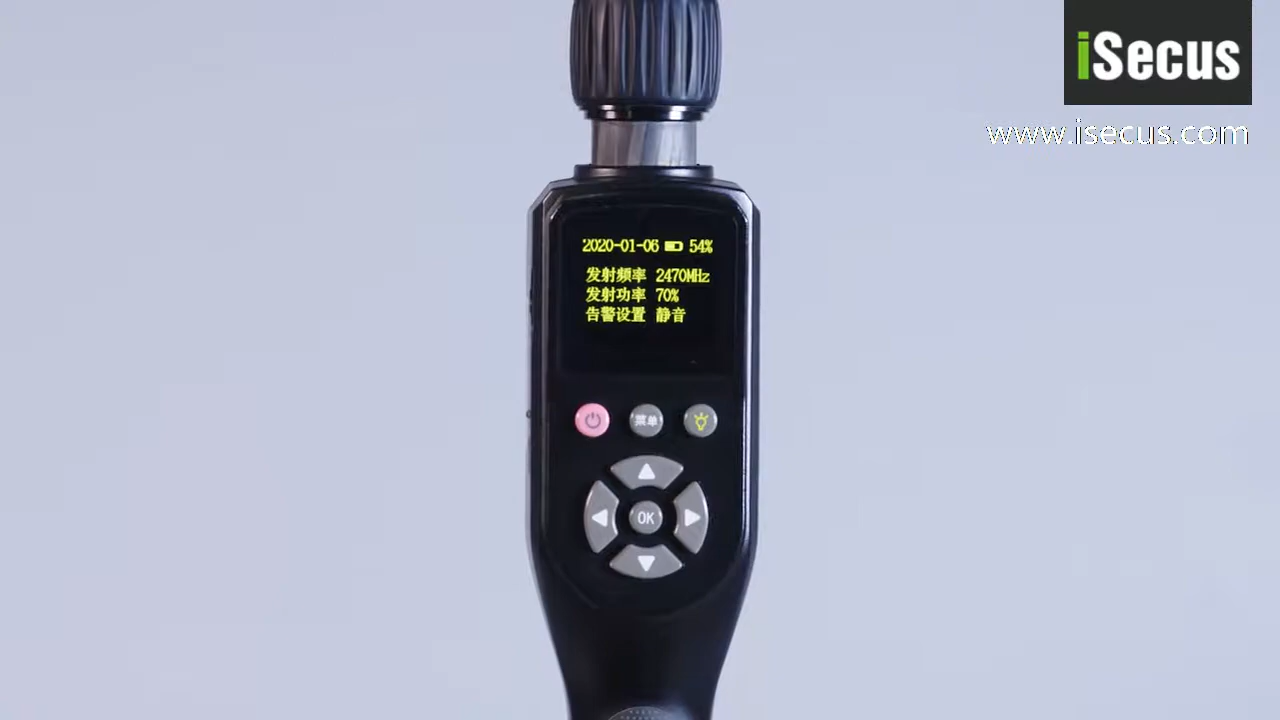 iSecus
www.isecus.com
2020-01-06 54%
发射频率 2470MHz
发射功率 70%
告警设置 静音
菜单
OK